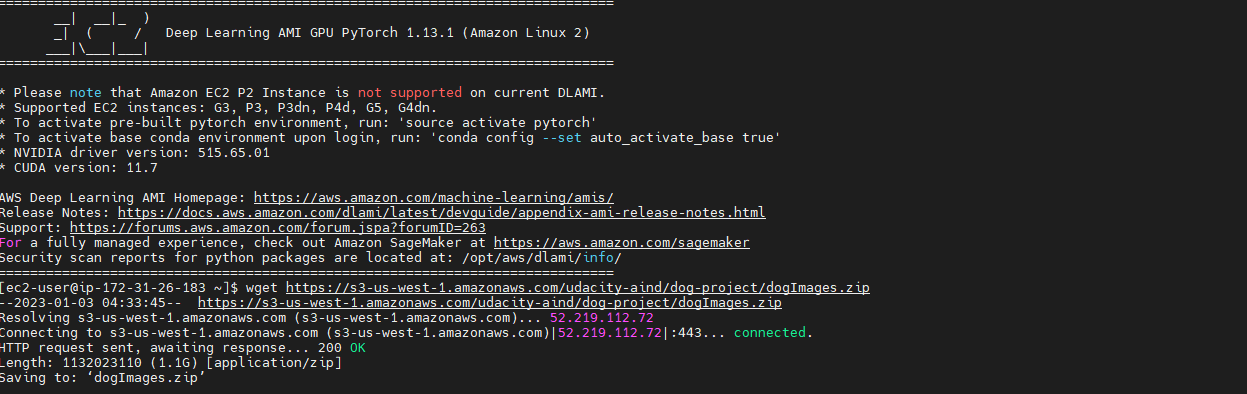 =============================================================================
       __|  __|_  )
       _|  (     /   Deep Learning AMI GPU PyTorch 1.13.1 (Amazon Linux 2)
      ___|\___|___|
=============================================================================
* Please note that Amazon EC2 P2 Instance is not supported on current DLAMI.
* Supported EC2 instances: G3, P3, P3dn, P4d, G5, G4dn.
* To activate pre-built pytorch environment, run: 'source activate pytorch'
* To activate base conda environment upon login, run: 'conda config --set auto_activate_base true'
* NVIDIA driver version: 515.65.01
* CUDA version: 11.7
AWS Deep Learning AMI Homepage: https://aws.amazon.com/machine-learning/amis/
Release Notes: https://docs.aws.amazon.com/dlami/latest/devguide/appendix-ami-release-notes.html
Support: https://forums.aws.amazon.com/forum.jspa?forumID=263
For a fully managed experience, check out Amazon SageMaker at https://aws.amazon.com/sagemaker
Security scan reports for python packages are located at: /opt/aws/dlami/info/
=============================================================================
[ec2-user@ip-172-31-26-183 ~]$ wget https://s3-us-west-1.amazonaws.com/udacity-aind/dog-project/dogImages.zip
--2023-01-03 04:33:45--  https://s3-us-west-1.amazonaws.com/udacity-aind/dog-project/dogImages.zip
Resolving s3-us-west-1.amazonaws.com (s3-us-west-1.amazonaws.com)... 52.219.112.72
Connecting to s3-us-west-1.amazonaws.com (s3-us-west-1.amazonaws.com)|52.219.112.72|:443... connected.
HTTP request sent, awaiting response... 200 OK
Length: 1132023110 (1.1G) [application/zip]
Saving to: ‘dogImages.zip’